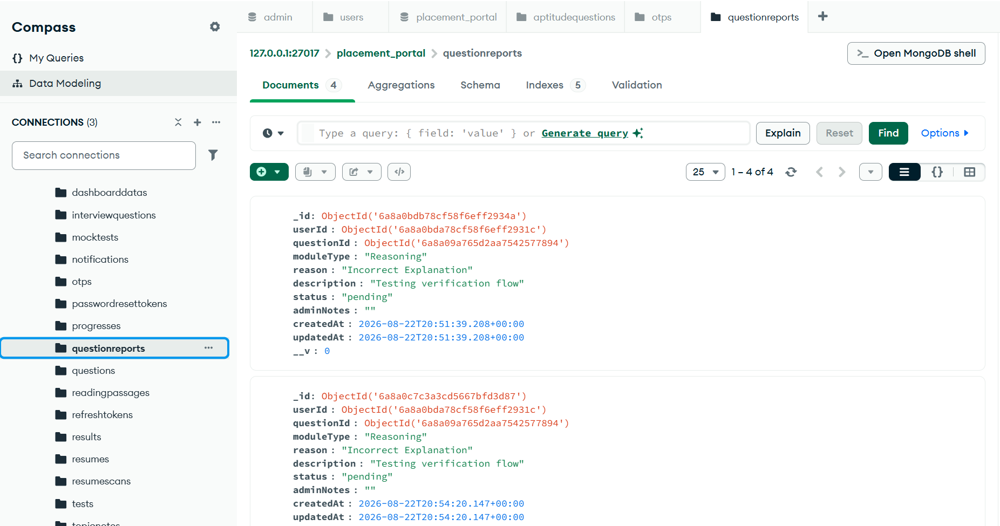 Compass
My Queries
Data Modeling
CONNECTIONS (3)
Search connections
dashboarddatas
interviewquestions
mocktests
notifications
otps
passwordresettokens
progresses
questionreports
questions
readingpassages
refreshtokens
results
resumes
resumescans
tests
topicnotes
admin users placement_portal aptitudequestions otps questionreports
127.0.0.1:27017 > placement_portal > questionreports
>_ Open MongoDB shell
Documents 4 Aggregations Schema Indexes 5 Validation
Type a query: { field: 'value' } or Generate query
Explain Reset Find Options
25 1 – 4 of 4
_id: ObjectId('6a8a0bdb78cf58f6eff2934a')
userId : ObjectId('6a8a0bda78cf58f6eff2931c')
questionId : ObjectId('6a8a09a765d2aa7542577894')
moduleType : "Reasoning"
reason : "Incorrect Explanation"
description : "Testing verification flow"
status : "pending"
adminNotes : ""
createdAt : 2026-08-22T20:51:39.208+00:00
updatedAt : 2026-08-22T20:51:39.208+00:00
__v : 0
_id: ObjectId('6a8a0c7c3a3cd5667bfd3d87')
userId : ObjectId('6a8a0bda78cf58f6eff2931c')
questionId : ObjectId('6a8a09a765d2aa7542577894')
moduleType : "Reasoning"
reason : "Incorrect Explanation"
description : "Testing verification flow"
status : "pending"
adminNotes : ""
createdAt : 2026-08-22T20:54:20.147+00:00
updatedAt : 2026-08-22T20:54:20.147+00:00